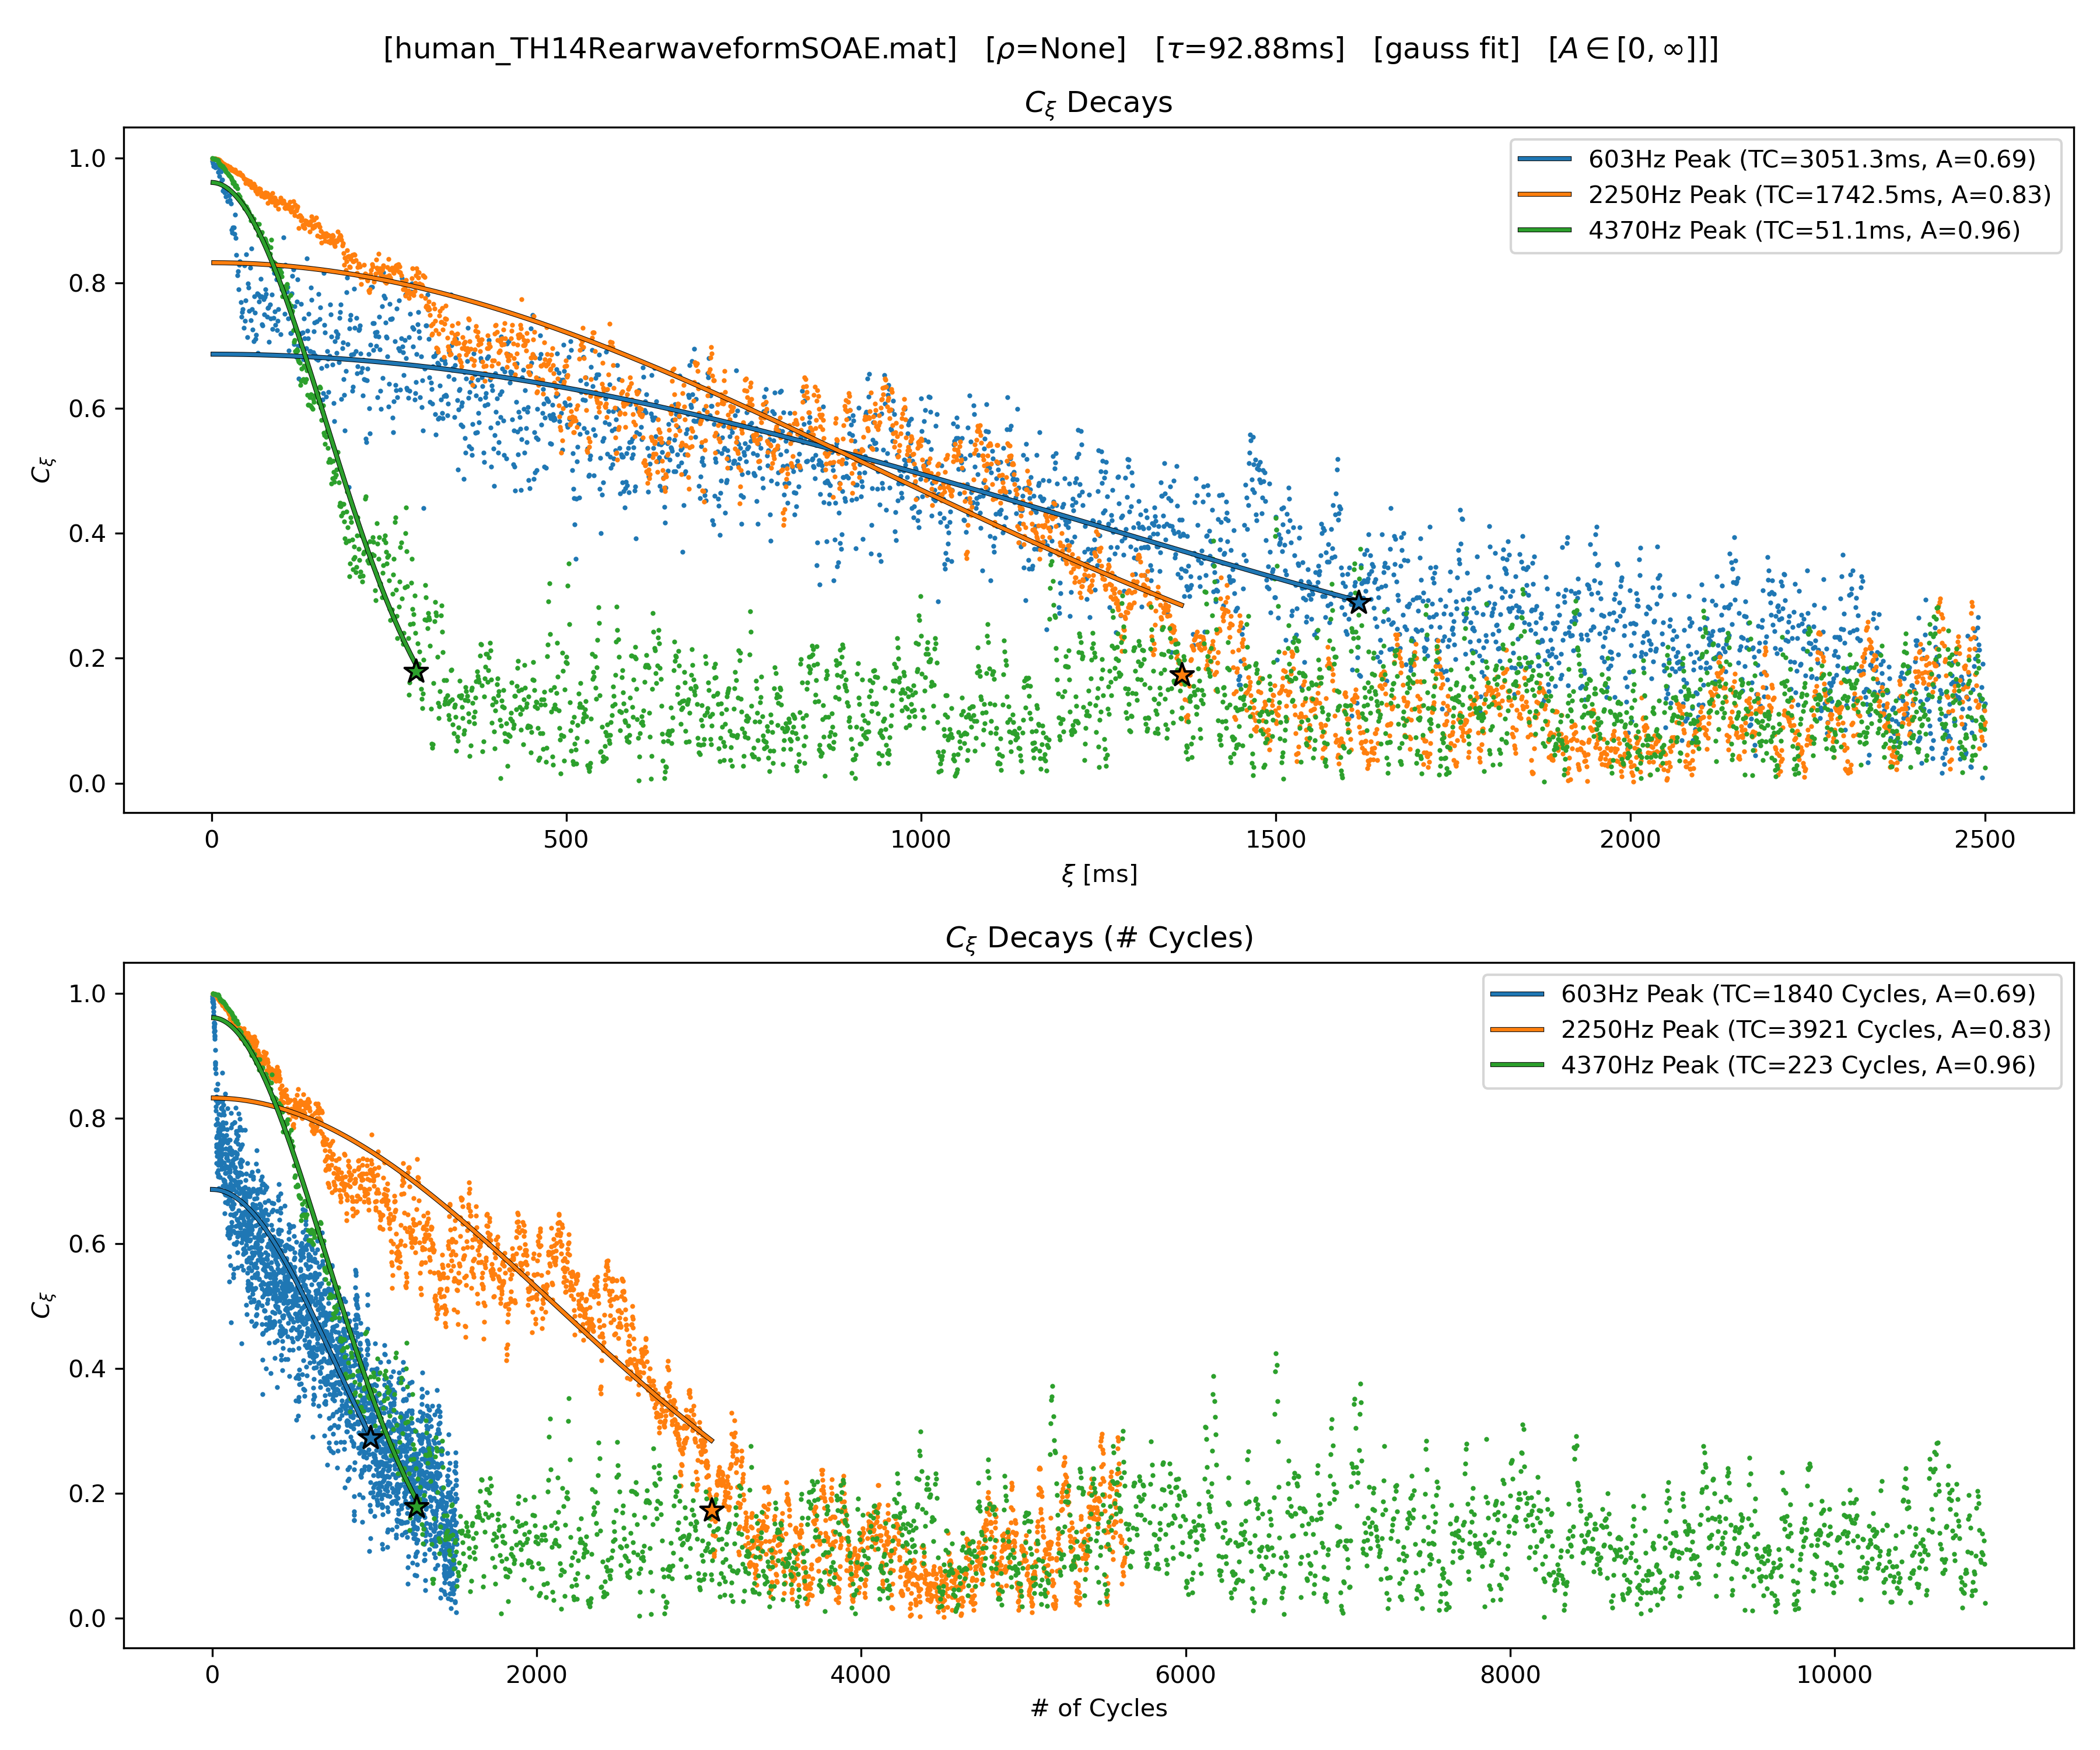 [human_TH14RearwaveformSOAE.mat]   [ρ=None]   [τ=92.88ms]   [gauss fit]   [A ∈ [0, ∞]]]
C_ξ Decays
1.0
0.8
0.6
0.4
0.2
0.0
C_ξ
603Hz Peak (TC=3051.3ms, A=0.69)
2250Hz Peak (TC=1742.5ms, A=0.83)
4370Hz Peak (TC=51.1ms, A=0.96)
0 500 1000 1500 2000 2500
ξ [ms]
C_ξ Decays (# Cycles)
1.0
0.8
0.6
0.4
0.2
0.0
C_ξ
603Hz Peak (TC=1840 Cycles, A=0.69)
2250Hz Peak (TC=3921 Cycles, A=0.83)
4370Hz Peak (TC=223 Cycles, A=0.96)
0 2000 4000 6000 8000 10000
# of Cycles